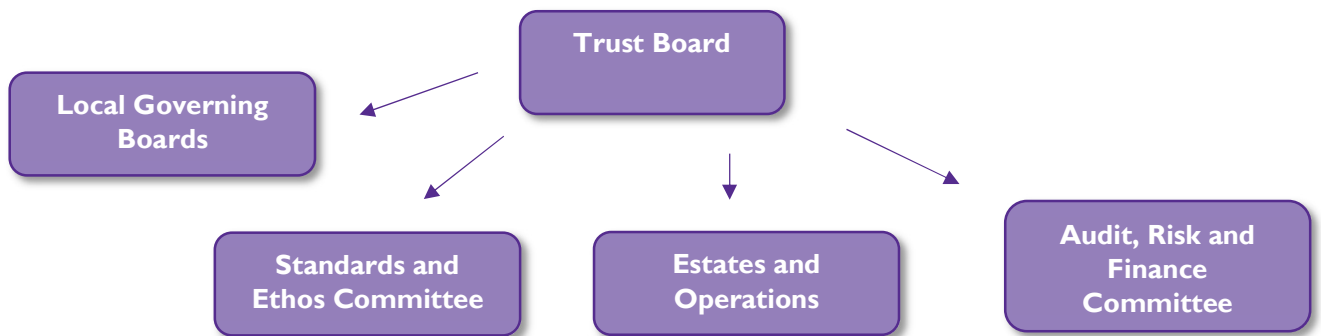 Trust Board
Local Governing
Boards
Standards and
Ethos Committee
Estates and
Operations
Audit, Risk and
Finance
Committee